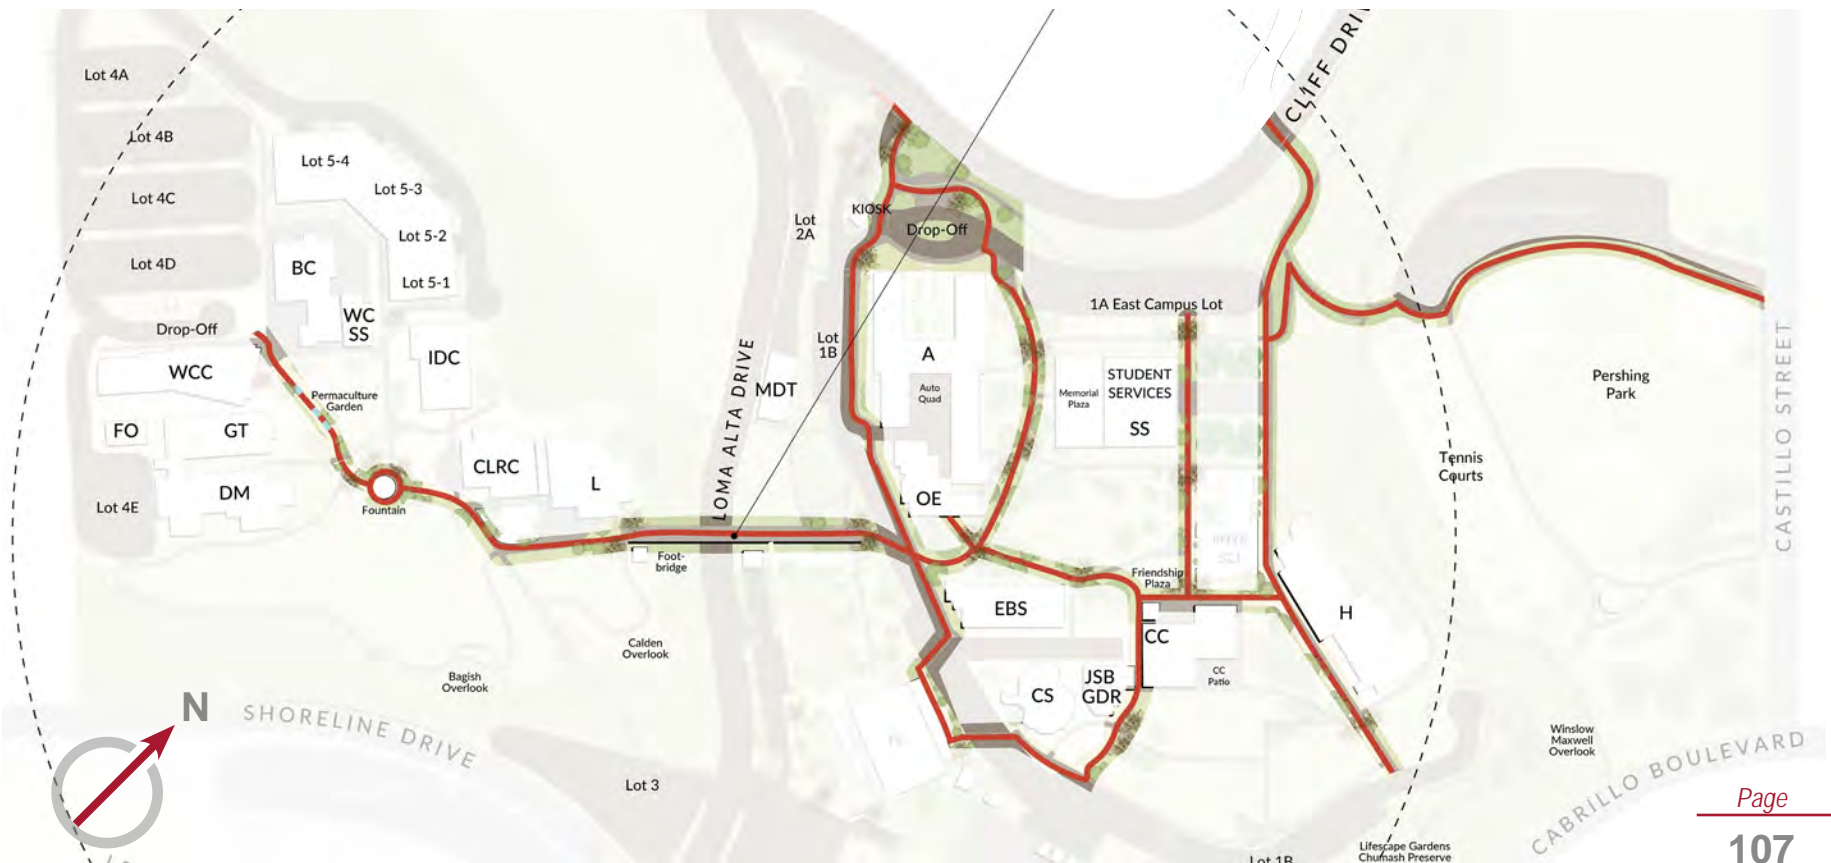 CLIFF DRI
Lot 4A
Lot 4B
Lot 5-4
Lot 5-3
Lot 4C
KIOSK
Lot
2A
Drop-Off
Lot 5-2
Lot 4D
BC
Lot 5-1
1A East Campus Lot
WC
SS
Drop-Off
Lot
1B
IDC
A
WCC
MDT
Auto
Quad
Memorial
Plaza
STUDENT
SERVICES
SS
Pershing
Park
CASTILLO STREET
Permaculture
Garden
LOMA ALTA DRIVE
FO
GT
CLRC
L
Tennis
Courts
DM
OE
Lot 4E
Fountain
PHYS
SCI
Foot-
bridge
Friendship
Plaza
EBS
H
CC
Calden
Overlook
Bagish
Overlook
JSB
GDR
CS
CC
Patio
N
SHORELINE DRIVE
Winslow
Maxwell
Overlook
CABRILLO BOULEVARD
Lot 3
Page
107
Lot 1B
Lifescape Gardens
Chumash Preserve